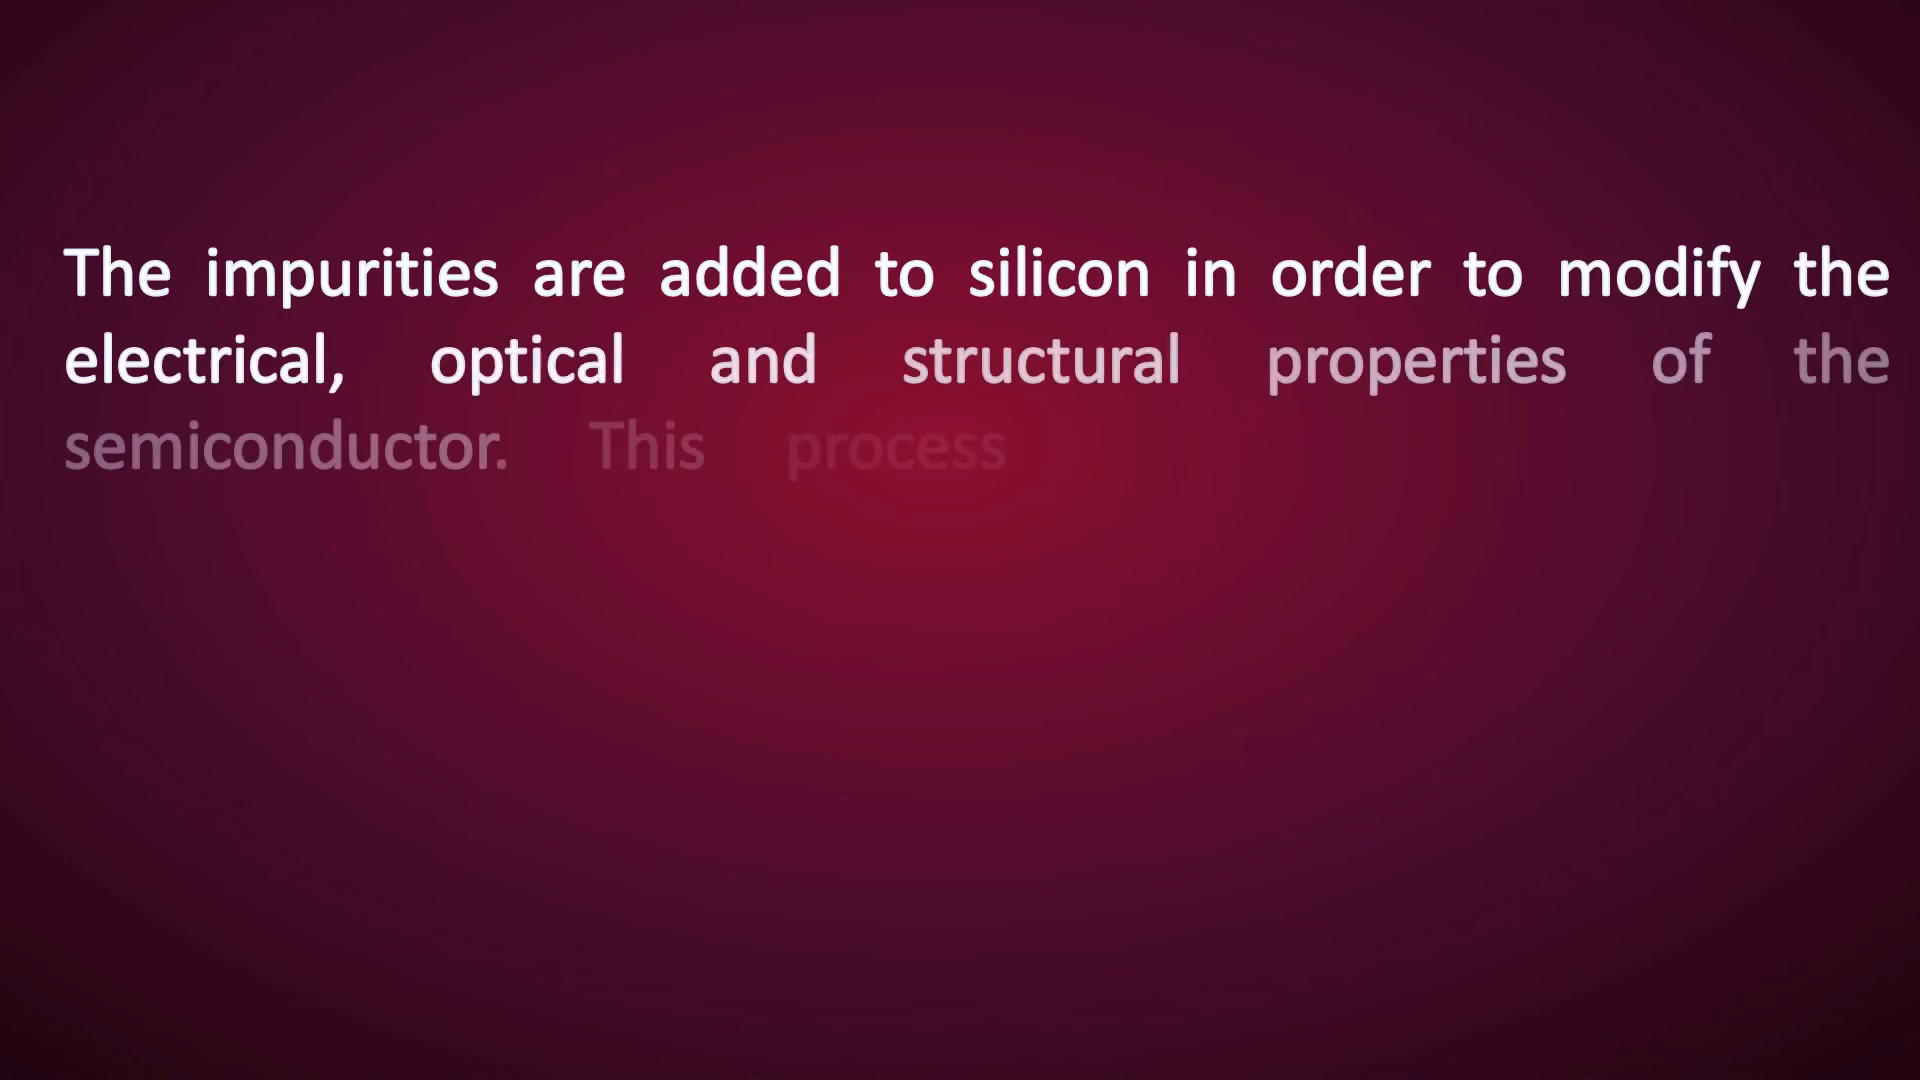 The impurities are added to silicon in order to modify the
electrical, optical and structural properties of the
semiconductor. This process